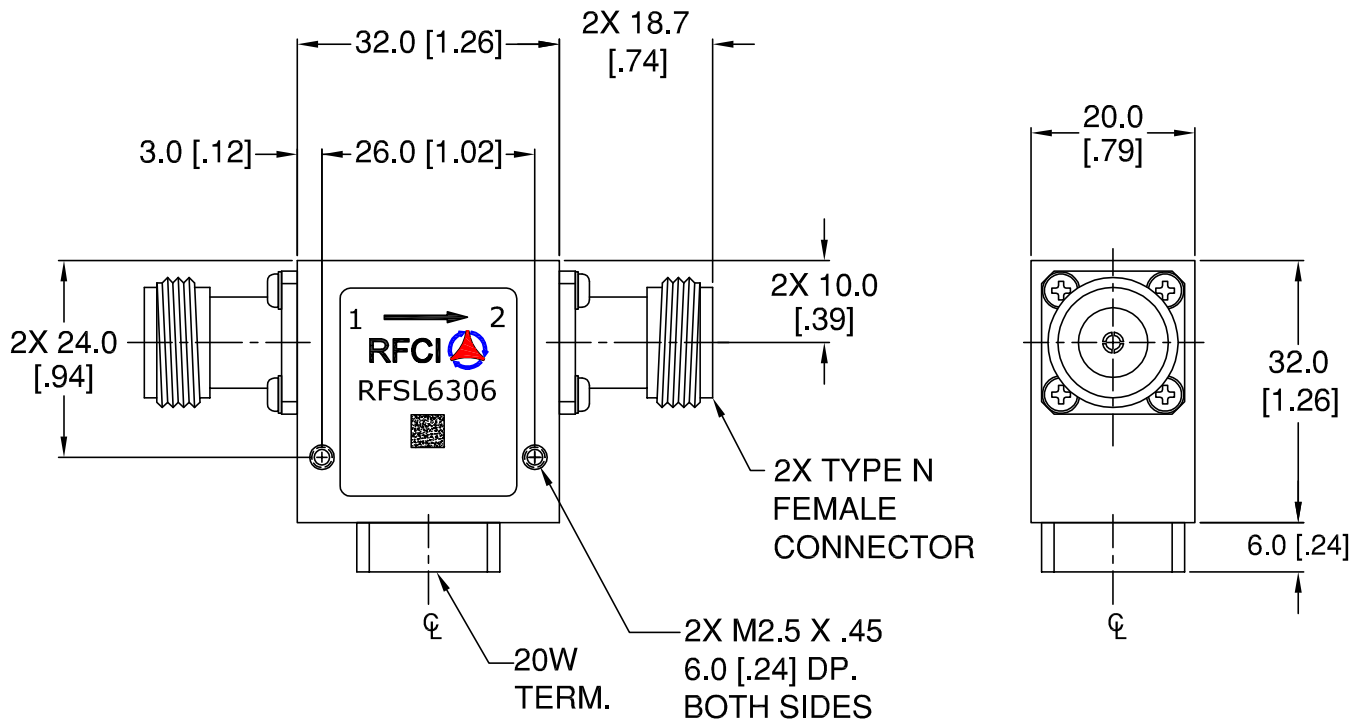 32.0 [1.26]
2X 18.7
[.74]
3.0 [.12]
26.0 [1.02]
20.0
[.79]
2X 24.0
[.94]
2X 10.0
[.39]
1
2
RFCI
RFSL6306
32.0
[1.26]
2X TYPE N
FEMALE
CONNECTOR
6.0 [.24]
℄
℄
20W
TERM.
2X M2.5 X .45
6.0 [.24] DP.
BOTH SIDES